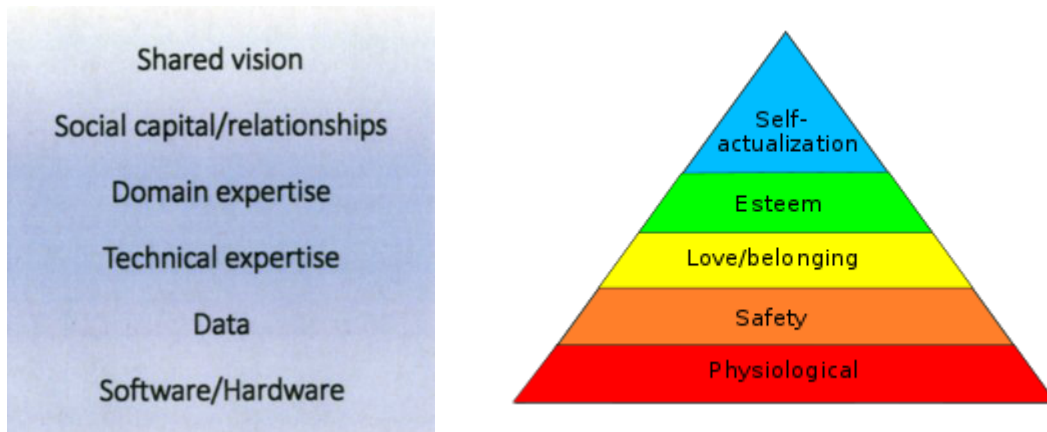 Shared vision
Social capital/relationships
Domain expertise
Technical expertise
Data
Software/Hardware
Self-
actualization
Esteem
Love/belonging
Safety
Physiological